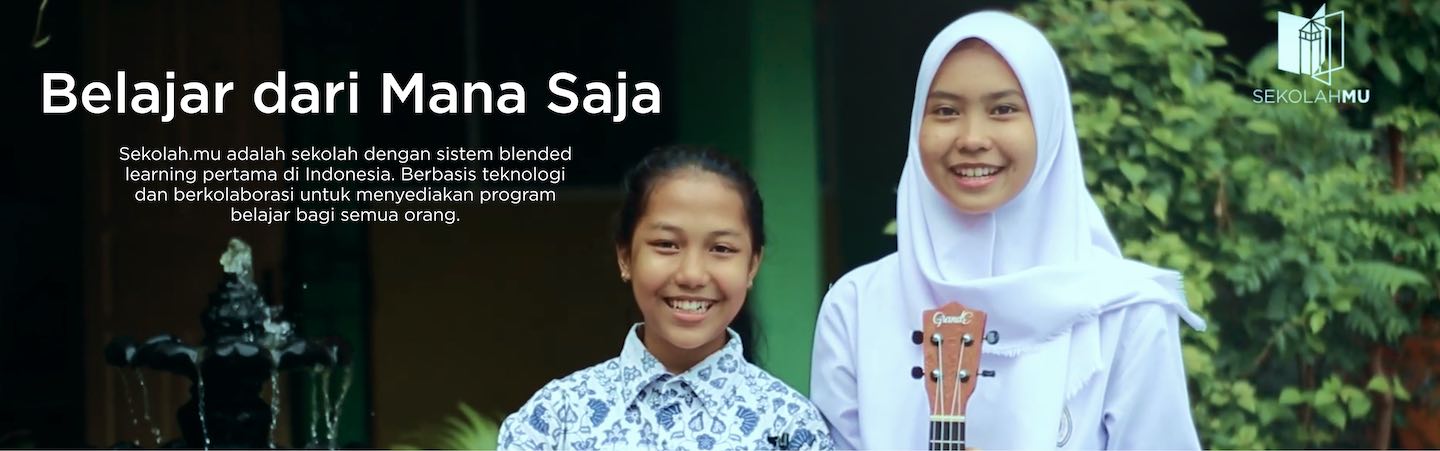 Belajar dari Mana Saja
SEKOLAHMU
Sekolah.mu adalah sekolah dengan sistem blended
learning pertama di Indonesia. Berbasis teknologi
dan berkolaborasi untuk menyediakan program
belajar bagi semua orang.
Grande